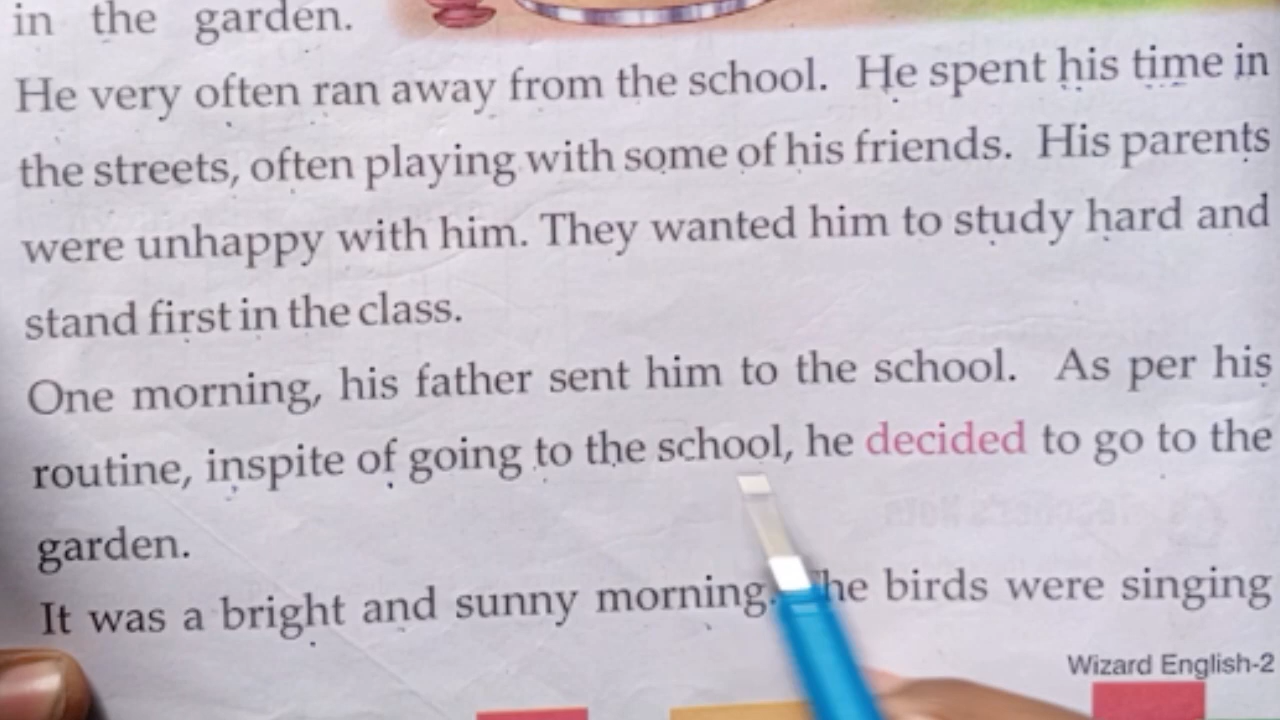 in the garden.
He very often ran away from the school. He spent his time in
the streets, often playing with some of his friends. His parents
were unhappy with him. They wanted him to study hard and
stand first in the class.
One morning, his father sent him to the school. As per his
routine, inspite of going to the school, he decided to go to the
garden.
It was a bright and sunny morning. The birds were singing
Wizard English-2